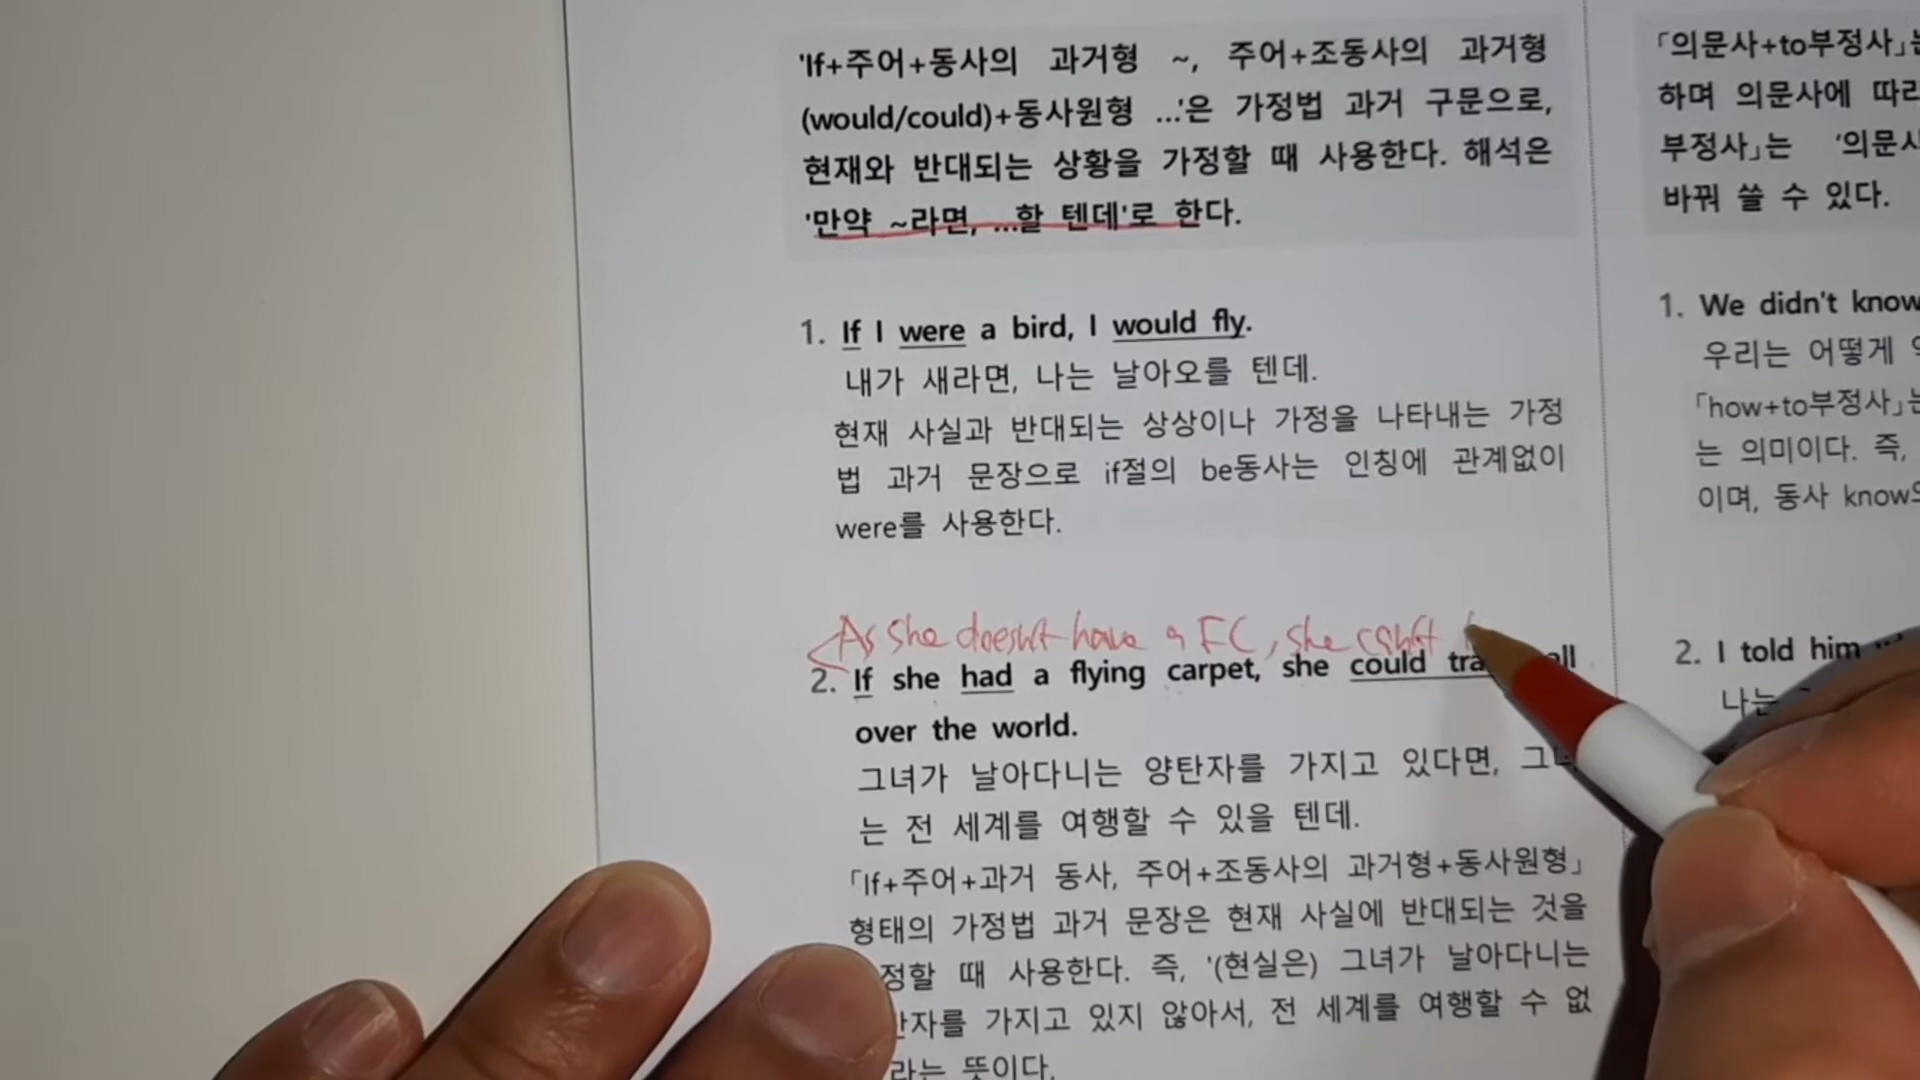 'If+주어+동사의 과거형 ~, 주어+조동사의 과거형
(would/could)+동사원형 ...'은 가정법 과거 구문으로,
현재와 반대되는 상황을 가정할 때 사용한다. 해석은
'만약 ~라면, ...할 텐데'로 한다.
1. If I were a bird, I would fly.
내가 새라면, 나는 날아오를 텐데.
현재 사실과 반대되는 상상이나 가정을 나타내는 가정
법 과거 문장으로 if절의 be동사는 인칭에 관계없이
were를 사용한다.
As she doesn't have a FC, she can't
2. If she had a flying carpet, she could all
over the world.
그녀가 날아다니는 양탄자를 가지고 있다면, 그녀
는 전 세계를 여행할 수 있을 텐데.
「If+주어+과거 동사, 주어+조동사의 과거형+동사원형」
형태의 가정법 과거 문장은 현재 사실에 반대되는 것을
정할 때 사용한다. 즉, '(현실은) 그녀가 날아다니는
탄자를 가지고 있지 않아서, 전 세계를 여행할 수 없
라는 뜻이다.
「의문사+to부정사」는
하며 의문사에 따라
부정사」는 '의문사
바꿔 쓸 수 있다.
1. We didn't know
우리는 어떻게
「how+to부정사」는
는 의미이다. 즉,
이며, 동사 know의
2. I told him
나는